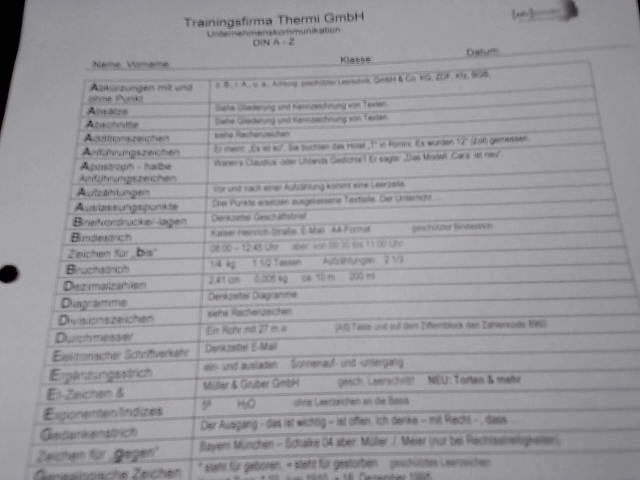 Trainingsfirma Thermi GmbH
Unternehmenskommunikation
DIN A - Z
Name, Vorname: Klasse: Datum:
Abkürzungen mit und ohne Punkt z. B., i. A., u. a., Achtung: geschützter Leerschritt, GmbH & Co. KG, ZDF, Kfz, BGB,
Absätze Siehe Gliederung und Kennzeichnung von Texten.
Abschnitte Siehe Gliederung und Kennzeichnung von Texten.
Additionszeichen siehe Rechenzeichen
Anführungszeichen Er meint: „Es ist so“. Sie buchten das Hotel „T“ in Rimini. Es wurden 12" (Zoll) gemessen.
Apostroph - halbe Anführungszeichen Waren's Claudius' oder Uhlands Gedichte? Er sagte: „Das Modell ‚Cara' ist neu“.
Aufzählungen Vor und nach einer Aufzählung kommt eine Leerzeile.
Auslassungspunkte Drei Punkte ersetzen ausgelassene Textteile. Der Unterricht ...
Briefvordrucke/-lagen Denkzettel Geschäftsbrief
Bindestrich Kaiser-Heinrich-Straße, E-Mail A4-Format geschützter Bindestrich
Zeichen für „bis“ 08:00 – 12:45 Uhr aber: von 09:30 bis 11:00 Uhr
Bruchstrich 1/4 kg 1 1/2 Tassen Aufzählungen 2 1/3
Dezimalzahlen 2,41 cm 0,005 kg ca. 10 m 200 ml
Diagramme Denkzettel Diagramme
Divisionszeichen siehe Rechenzeichen
Durchmesser Ein Rohr mit 27 m ø (Alt)-Taste und auf dem Ziffernblock den Zahlencode
Elektronischer Schriftverkehr Denkzettel E-Mail
Ergänzungsstrich ein- und ausladen Sonnenauf- und -untergang
Et-Zeichen & Müller & Gruber GmbH gesch. Leerschritt! NEU: Torten & mehr
Exponenten/Indizes 5² H₂O ohne Leerzeichen an die Basis
Gedankenstrich Der Ausgang - das ist wichtig – ist offen. Ich denke – mit Recht - , dass
Zeichen für „gegen“ Bayern München – Schalke 04 aber: Müller ./. Meier (nur bei Rechtsstreitigkeiten)
Genealogische Zeichen * steht für geboren, + steht für gestorben geschütztes Leerzeichen